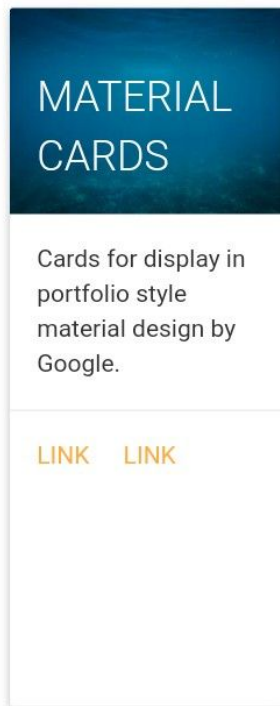 MATERIAL
CARDS
Cards for display in
portfolio style
material design by
Google.
LINK LINK